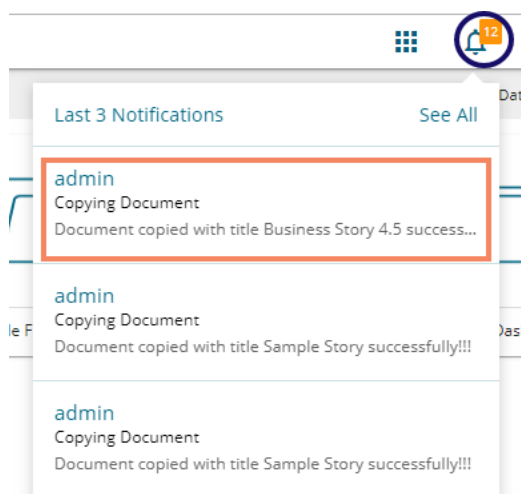 12
Dat
Last 3 Notifications See All
admin
Copying Document
Document copied with title Business Story 4.5 success...
admin
Copying Document
le F
Das
Document copied with title Sample Story successfully!!!
admin
Copying Document
Document copied with title Sample Story successfully!!!